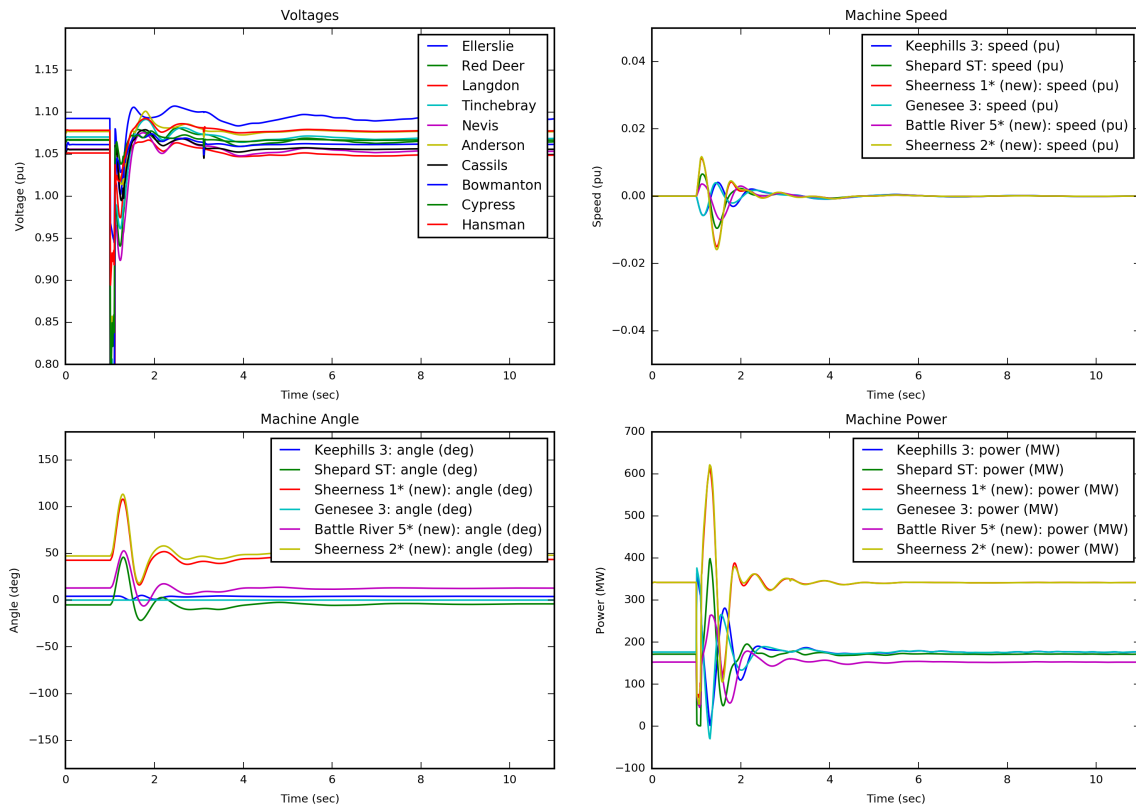 Voltages
Voltage (pu)
1.15
1.10
1.05
1.00
0.95
0.90
0.85
0.80
0
2
4
6
8
10
Time (sec)
Ellerslie
Red Deer
Langdon
Tinchebray
Nevis
Anderson
Cassils
Bowmanton
Cypress
Hansman
Machine Speed
Speed (pu)
0.04
0.02
0.00
−0.02
−0.04
0
2
4
6
8
10
Time (sec)
Keephills 3: speed (pu)
Shepard ST: speed (pu)
Sheerness 1* (new): speed (pu)
Genesee 3: speed (pu)
Battle River 5* (new): speed (pu)
Sheerness 2* (new): speed (pu)
Machine Angle
Angle (deg)
150
100
50
0
−50
−100
−150
0
2
4
6
8
10
Time (sec)
Keephills 3: angle (deg)
Shepard ST: angle (deg)
Sheerness 1* (new): angle (deg)
Genesee 3: angle (deg)
Battle River 5* (new): angle (deg)
Sheerness 2* (new): angle (deg)
Machine Power
Power (MW)
700
600
500
400
300
200
100
0
−100
0
2
4
6
8
10
Time (sec)
Keephills 3: power (MW)
Shepard ST: power (MW)
Sheerness 1* (new): power (MW)
Genesee 3: power (MW)
Battle River 5* (new): power (MW)
Sheerness 2* (new): power (MW)